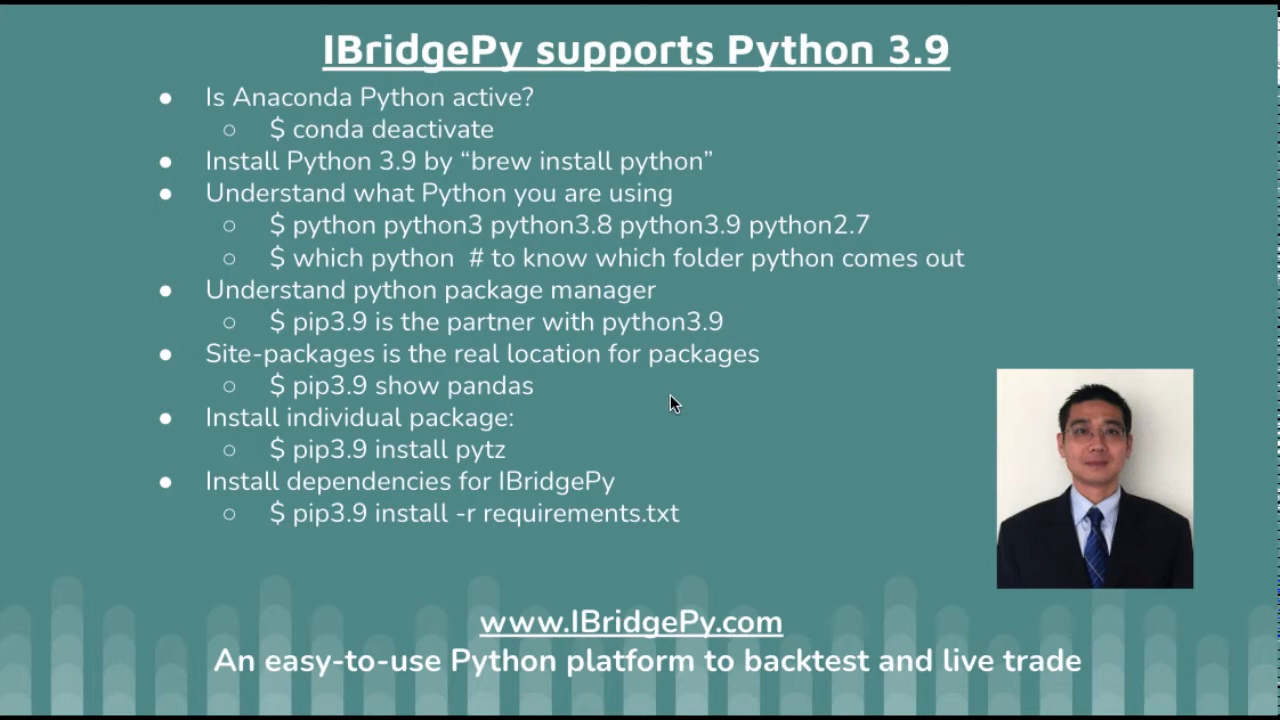 IBridgePy supports Python 3.9
● Is Anaconda Python active?
○ $ conda deactivate
● Install Python 3.9 by “brew install python”
● Understand what Python you are using
○ $ python python3 python3.8 python3.9 python2.7
○ $ which python # to know which folder python comes out
● Understand python package manager
○ $ pip3.9 is the partner with python3.9
● Site-packages is the real location for packages
○ $ pip3.9 show pandas
● Install individual package:
○ $ pip3.9 install pytz
● Install dependencies for IBridgePy
○ $ pip3.9 install -r requirements.txt
www.IBridgePy.com
An easy-to-use Python platform to backtest and live trade